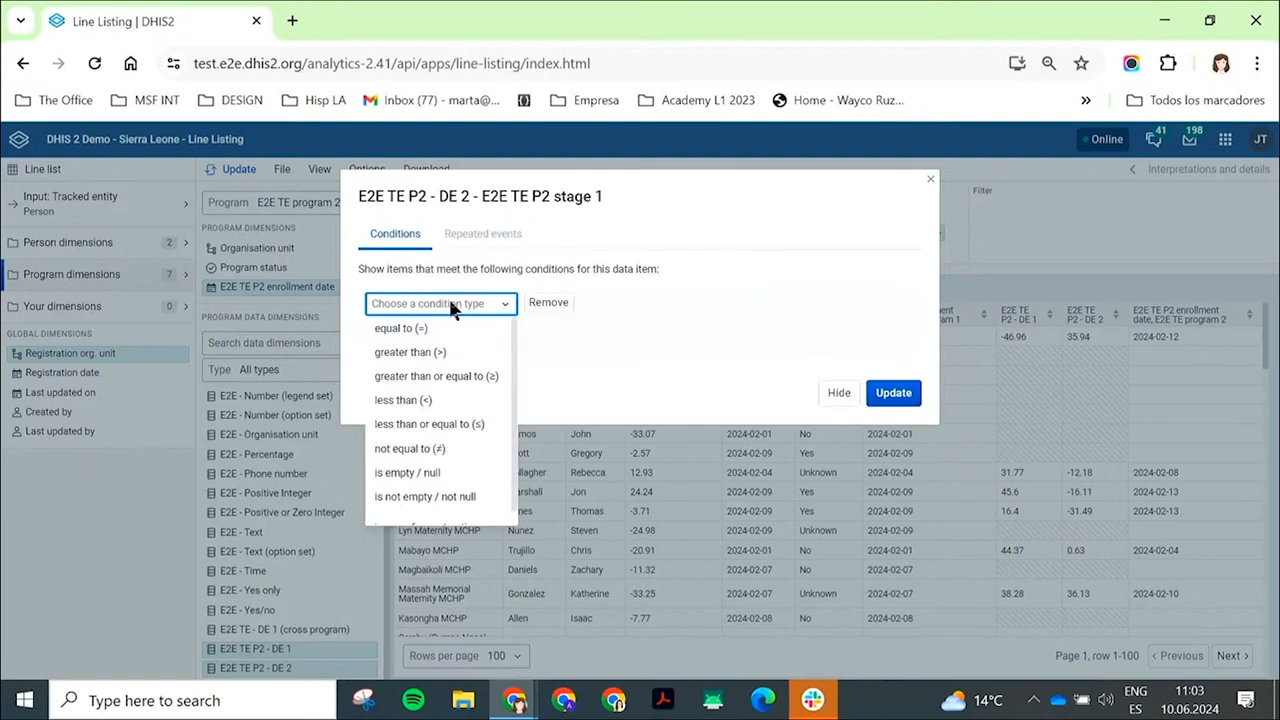 Line Listing | DHIS2
test.e2e.dhis2.org/analytics-2.41/api/apps/line-listing/index.html
The Office
MSF INT
DESIGN
Hisp LA
Inbox (77) - marta@...
Empresa
Academy L1 2023
Home - Wayco Ruz...
Todos los marcadores
DHIS 2 Demo - Sierra Leone - Line Listing
Online
41
198
JT
Line list
Update
File
View
Options
Download
Interpretations and details
Input: Tracked entity
Person
Person dimensions 2
Program dimensions 7
Your dimensions 0
GLOBAL DIMENSIONS
Registration org. unit
Registration date
Last updated on
Created by
Last updated by
Program E2E TE program 2
PROGRAM DIMENSIONS
Organisation unit
Program status
E2E TE P2 enrollment date
PROGRAM DATA DIMENSIONS
Search data dimensions
Type All types
E2E - Number (legend set)
E2E - Number (option set)
E2E - Organisation unit
E2E - Percentage
E2E - Phone number
E2E - Positive Integer
E2E - Positive or Zero Integer
E2E - Text
E2E - Text (option set)
E2E - Time
E2E - Yes only
E2E - Yes/no
E2E TE - DE 1 (cross program)
E2E TE P2 - DE 1
E2E TE P2 - DE 2
E2E TE P2 - DE 2 - E2E TE P2 stage 1
Conditions
Repeated events
Show items that meet the following conditions for this data item:
Choose a condition type
Remove
equal to (=)
greater than (>)
greater than or equal to (≥)
less than (<)
less than or equal to (≤)
not equal to (≠)
is empty / null
is not empty / not null
Hide
Update
Filter
E2E TE P2 - DE 1
E2E TE P2 - DE 2
E2E TE P2 enrollment date, E2E TE program 2
-46.96 35.94 2024-02-12
John -33.07 2024-02-01 No 2024-02-09
Gregory -2.57 2024-02-09 Yes 2024-02-09
Rebecca 12.93 2024-02-04 Unknown 2024-02-04 31.77 -12.18 2024-02-08
Jon 24.24 2024-02-09 Yes 2024-02-09 45.6 -16.11 2024-02-13
Thomas -3.71 2024-02-09 Yes 2024-02-09 16.4 -31.49 2024-02-09
Lyn Maternity MCHP Nunez Steven -24.98 2024-02-09 Unknown 2024-02-09
Mabayo MCHP Trujillo Chris -20.91 2024-02-01 No 2024-02-01 44.37 0.63 2024-02-04
Magbaikoli MCHP Daniels Zachary -11.32 2024-02-07 No 2024-02-07
Massah Memorial Maternity MCHP Gonzalez Katherine -33.25 2024-02-07 Unknown 2024-02-07 38.28 36.13 2024-02-10
Kasongha MCHP Allen Isaac -7.77 2024-02-08 No 2024-02-08
Rows per page 100
Page 1, row 1-100
Previous
Next
Type here to search
14°C
ENG
ES
11:03
10.06.2024